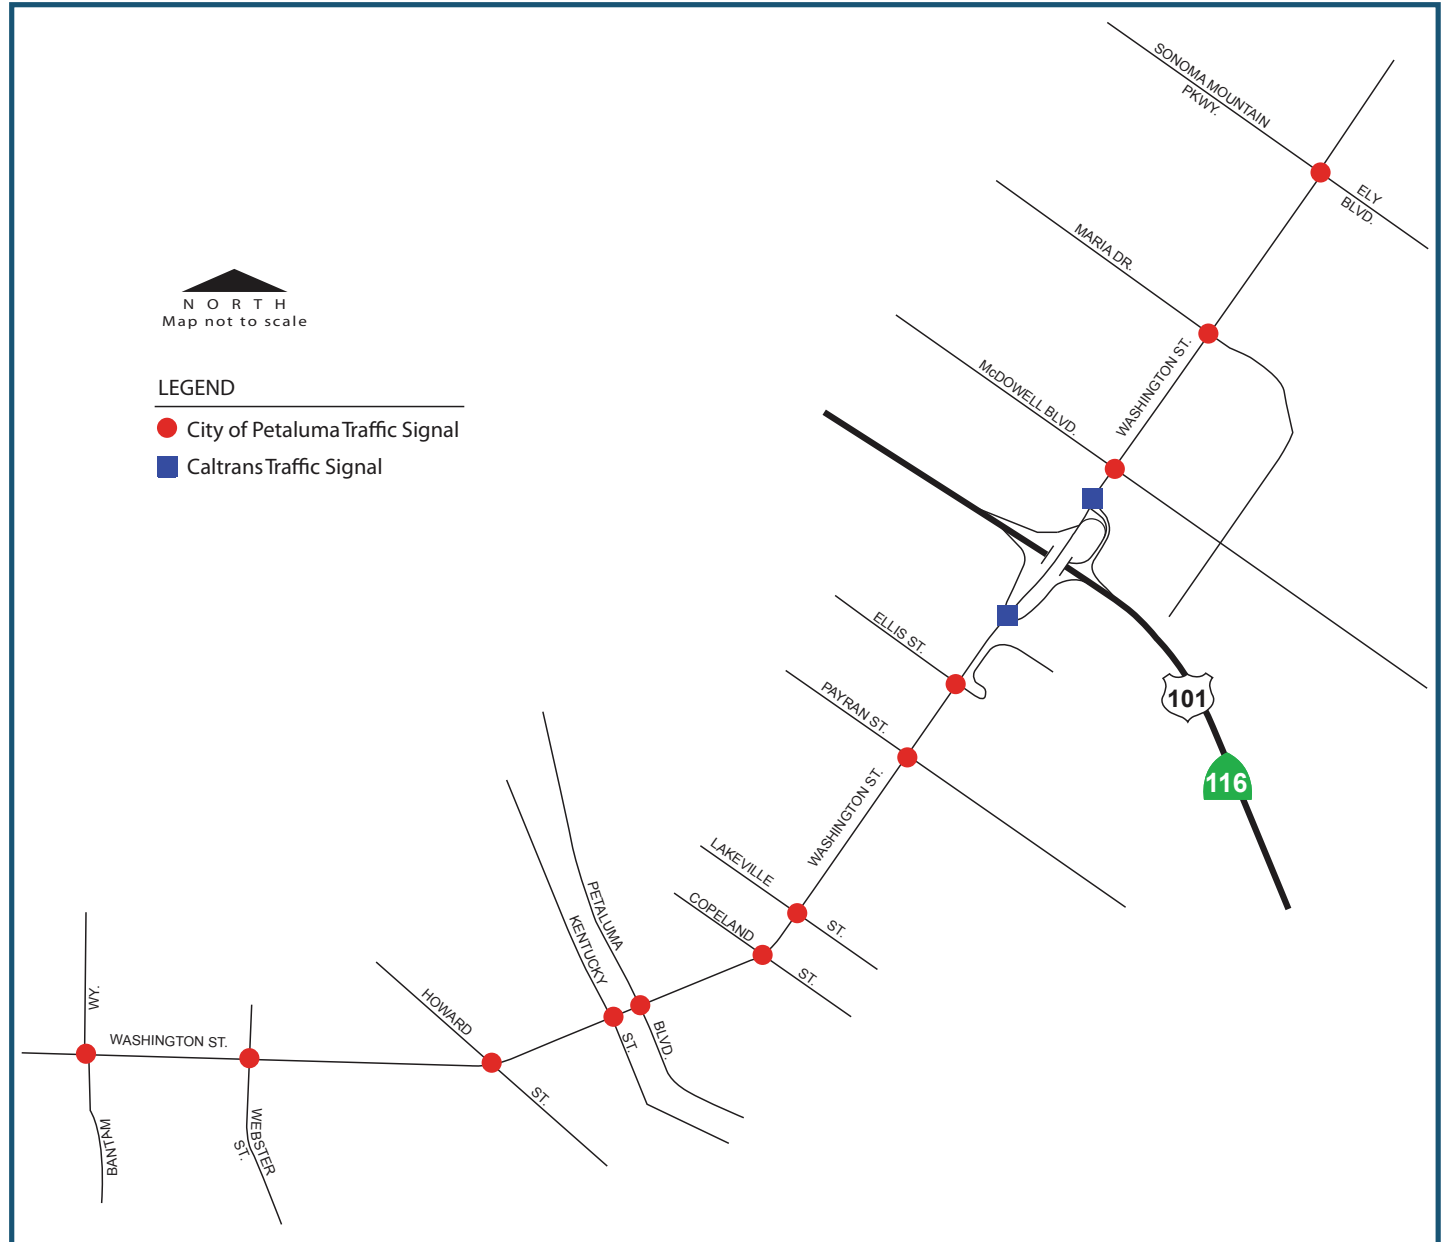 SONOMA MOUNTAIN
PKWY.
ELY
BLVD.
MARIA DR.
NORTH
Map not to scale
McDOWELL BLVD.
WASHINGTON ST.
LEGEND
City of Petaluma Traffic Signal
Caltrans Traffic Signal
ELLIS ST.
PAYRAN ST.
101
116
WASHINGTON ST.
LAKEVILLE
ST.
COPELAND
ST.
PETALUMA
BLVD.
KENTUCKY
ST.
HOWARD
ST.
WY.
WASHINGTON ST.
BANTAM
WEBSTER
ST.